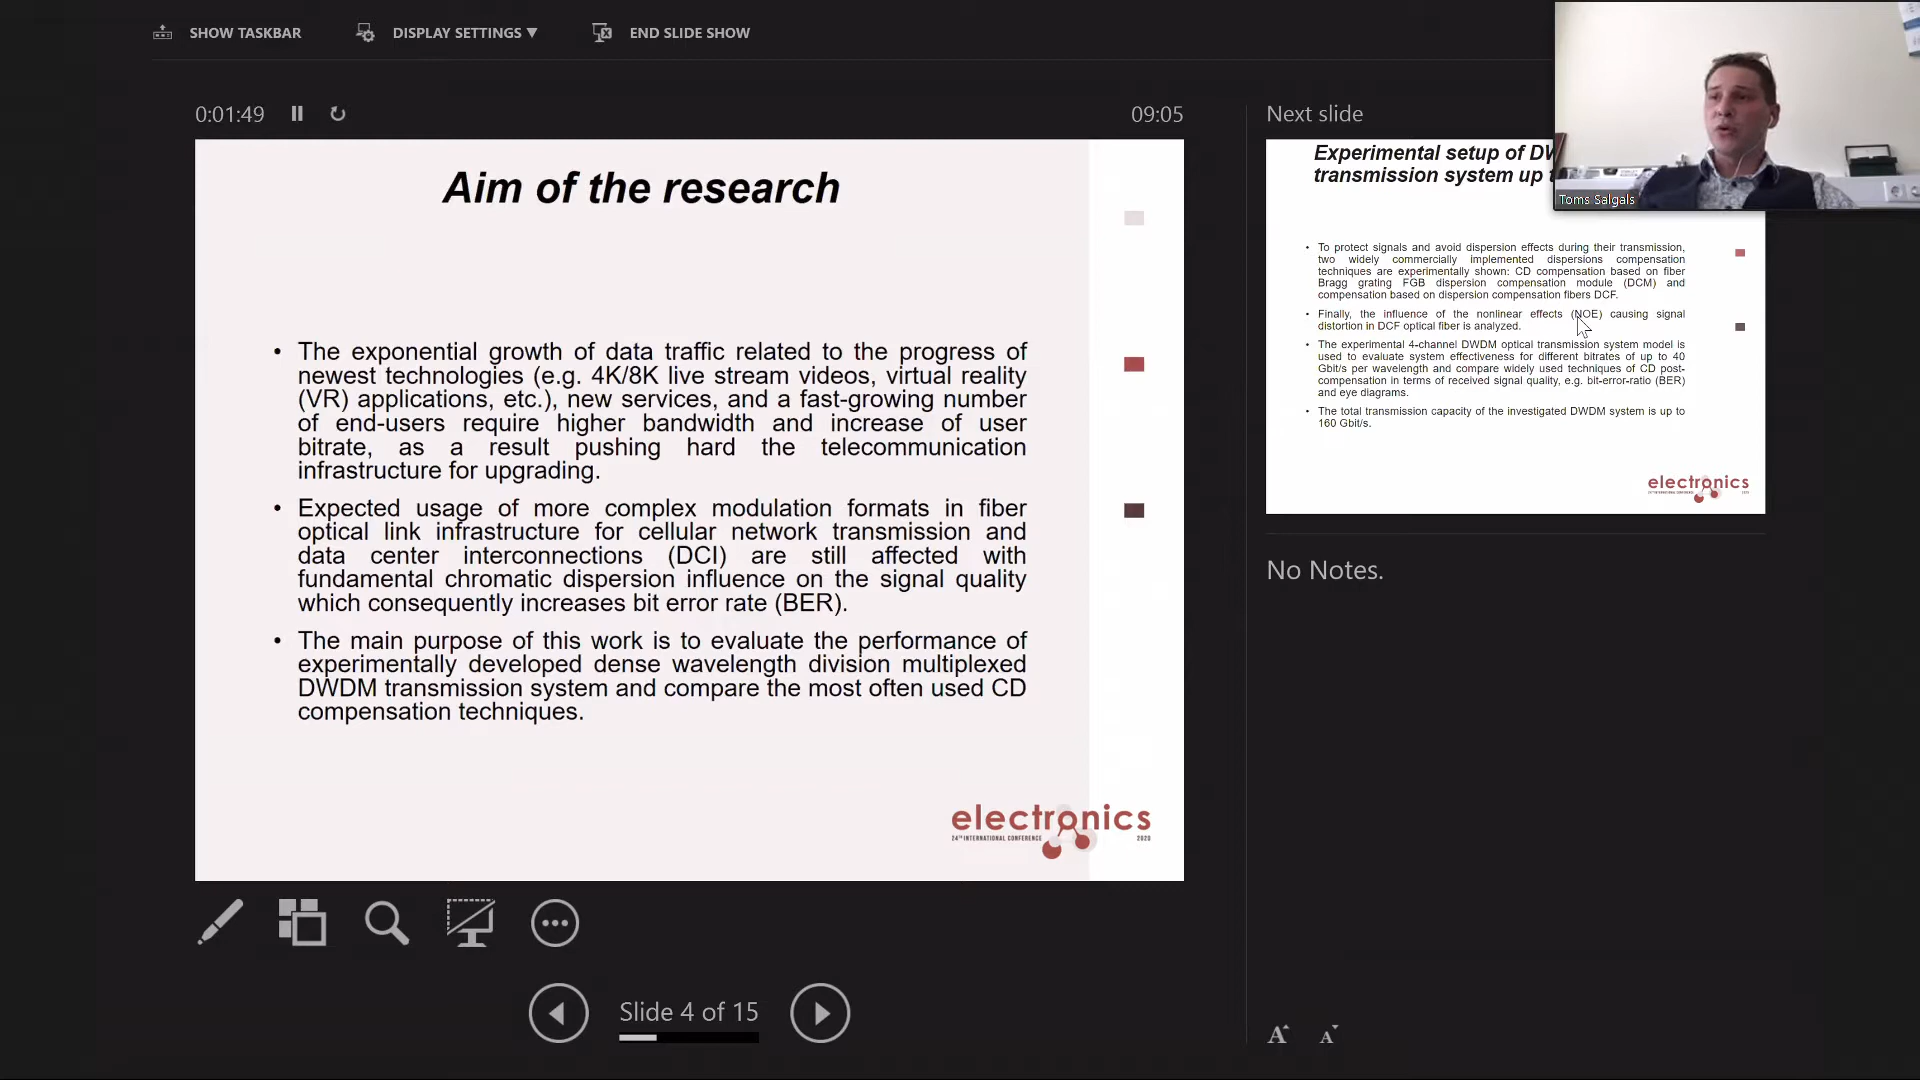 SHOW TASKBAR
DISPLAY SETTINGS ▼
END SLIDE SHOW
0:01:49
09:05
Aim of the research
• The exponential growth of data traffic related to the progress of
newest technologies (e.g. 4K/8K live stream videos, virtual reality
(VR) applications, etc.), new services, and a fast-growing number
of end-users require higher bandwidth and increase of user
bitrate, as a result pushing hard the telecommunication
infrastructure for upgrading.
• Expected usage of more complex modulation formats in fiber
optical link infrastructure for cellular network transmission and
data center interconnections (DCI) are still affected with
fundamental chromatic dispersion influence on the signal quality
which consequently increases bit error rate (BER).
• The main purpose of this work is to evaluate the performance of
experimentally developed dense wavelength division multiplexed
DWDM transmission system and compare the most often used CD
compensation techniques.
electronics
24TH INTERNATIONAL CONFERENCE 2020
Slide 4 of 15
Next slide
Experimental setup of DW
transmission system up
• To protect signals and avoid dispersion effects during their transmission,
two widely commercially implemented dispersions compensation
techniques are experimentally shown: CD compensation based on fiber
Bragg grating FGB dispersion compensation module (DCM) and
compensation based on dispersion compensation fibers DCF.
• Finally, the influence of the nonlinear effects (NOE) causing signal
distortion in DCF optical fiber is analyzed.
• The experimental 4-channel DWDM optical transmission system model is
used to evaluate system effectiveness for different bitrates of up to 40
Gbit/s per wavelength and compare widely used techniques of CD post-
compensation in terms of received signal quality, e.g. bit-error-ratio (BER)
and eye diagrams.
• The total transmission capacity of the investigated DWDM system is up to
160 Gbit/s.
electronics
Toms Salgals
No Notes.
A A